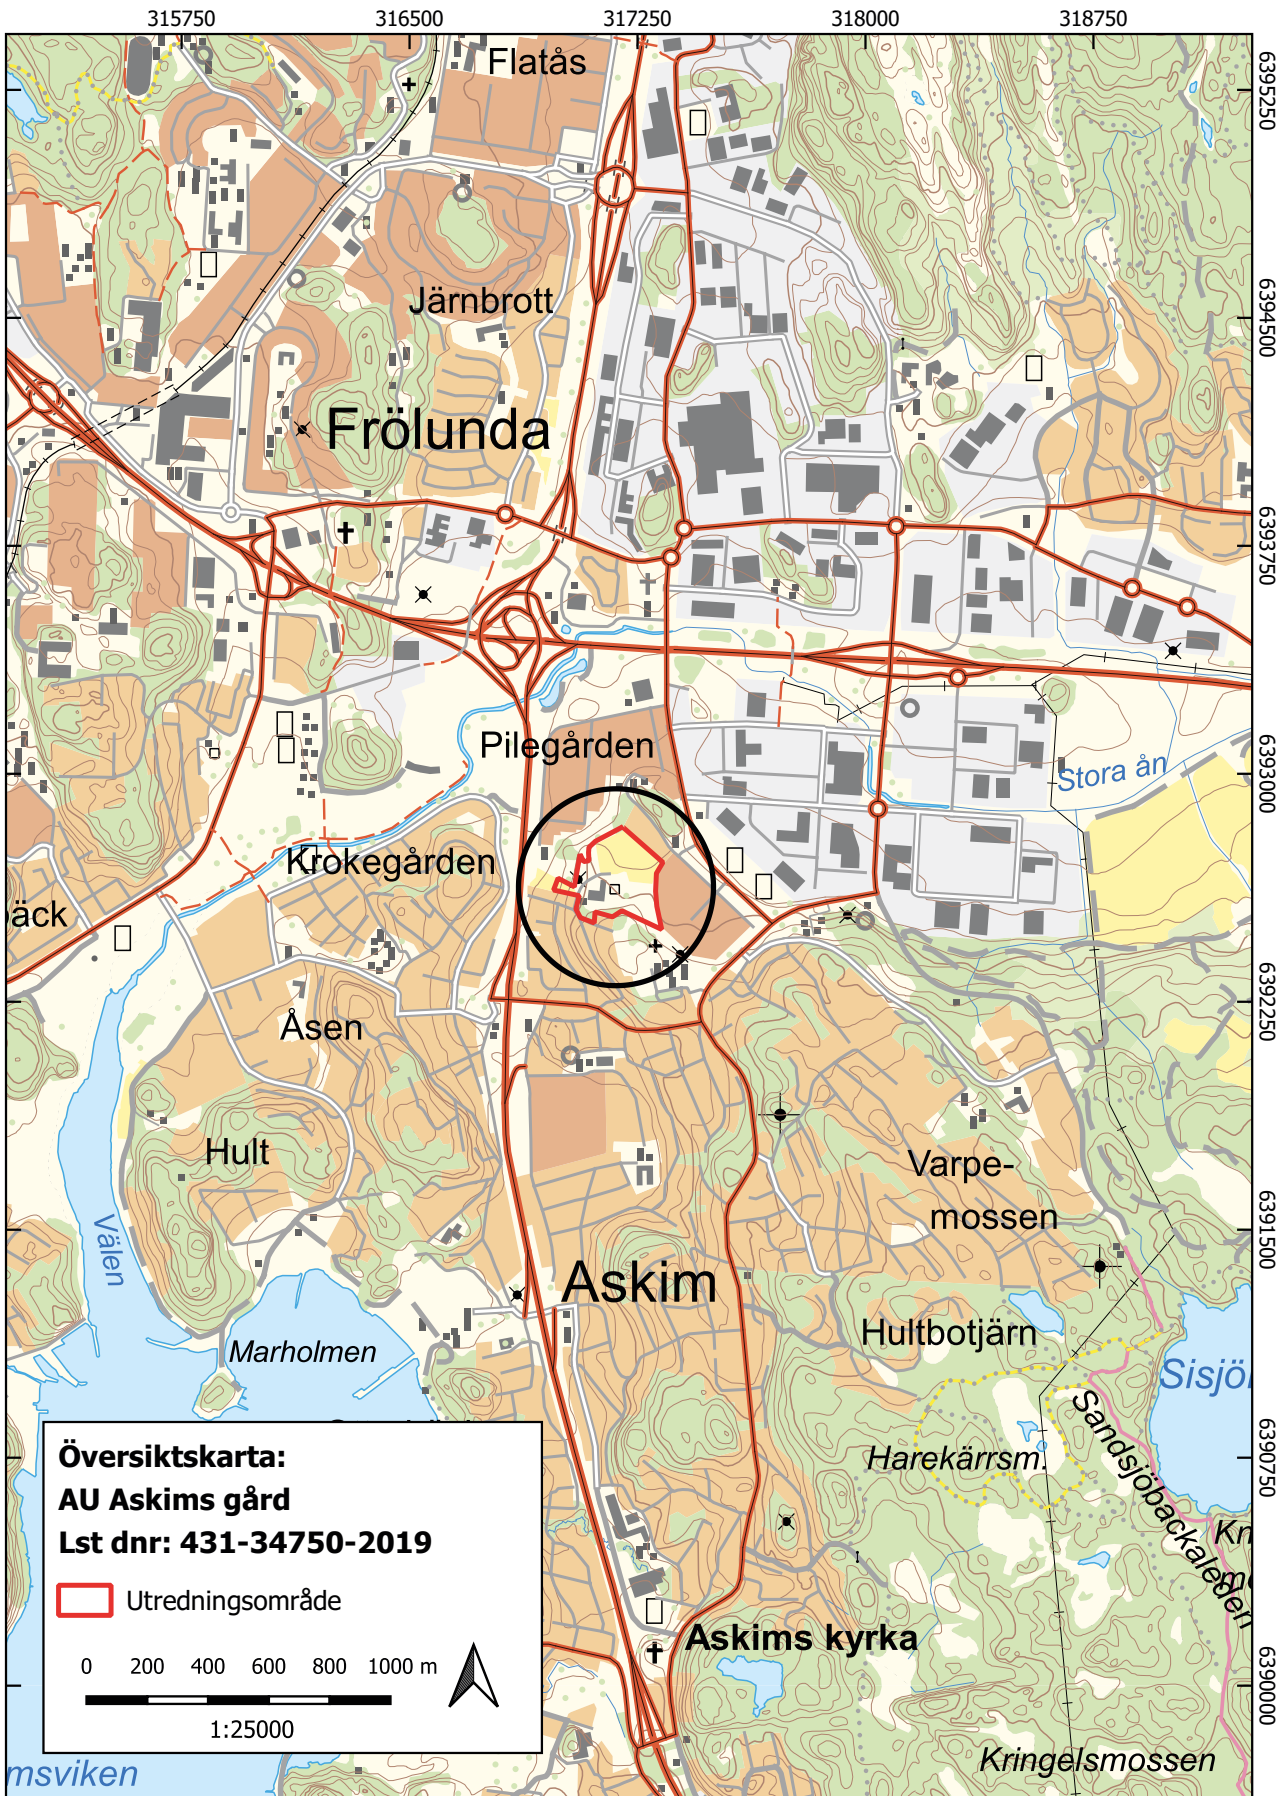 315750
316500
317250
318000
318750
6395250
Flatås
Järnbrott
6394500
Frölunda
6393750
Pilegården
Stora ån
6393000
Krokegården
bäck
Åsen
6392250
Hult
Varpe-
mossen
Välen
6391500
Askim
Hultbotjärn
Marholmen
Sisjö
Sandsjöbackaleden
Harekärrsm.
6390750
Översiktskarta:
AU Askims gård
Lst dnr: 431-34750-2019
Utredningsområde
0 200 400 600 800 1000 m
1:25000
Kn
Askims kyrka
6390000
Kringelsmossen
msviken